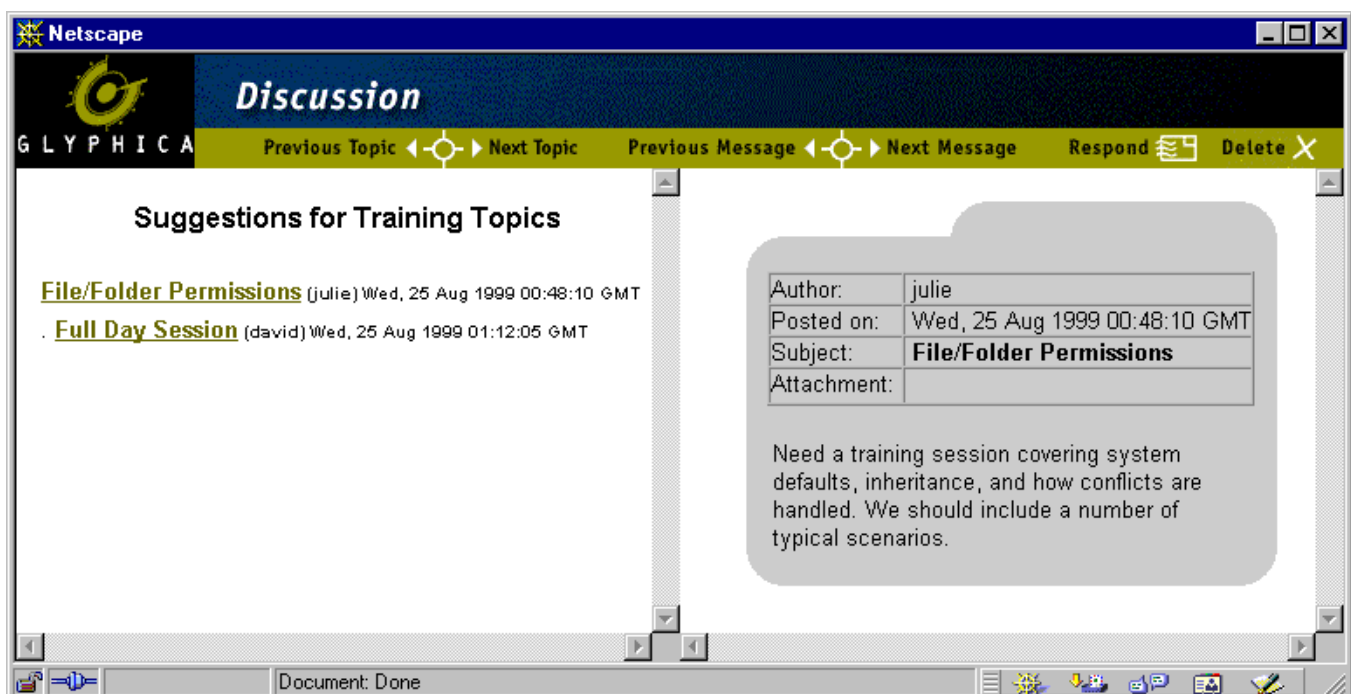 Netscape
Discussion
GLYPHICA
Previous Topic Next Topic Previous Message Next Message Respond Delete
Suggestions for Training Topics
File/Folder Permissions (julie) Wed, 25 Aug 1999 00:48:10 GMT
. Full Day Session (david) Wed, 25 Aug 1999 01:12:05 GMT
Author: julie
Posted on: Wed, 25 Aug 1999 00:48:10 GMT
Subject: File/Folder Permissions
Attachment:
Need a training session covering system
defaults, inheritance, and how conflicts are
handled. We should include a number of
typical scenarios.
Document: Done